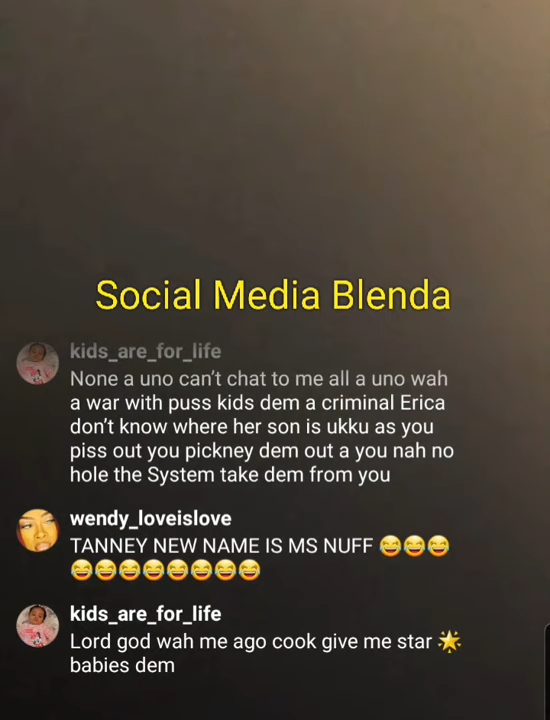 Social Media Blenda
kids_are_for_life
None a uno can't chat to me all a uno wah
a war with puss kids dem a criminal Erica
don't know where her son is ukku as you
piss out you pickney dem out a you nah no
hole the System take dem from you
wendy_loveislove
TANNEY NEW NAME IS MS NUFF 😂😂😂
😂😂😂😂😂😂😂😂
kids_are_for_life
Lord god wah me ago cook give me star 🌟
babies dem